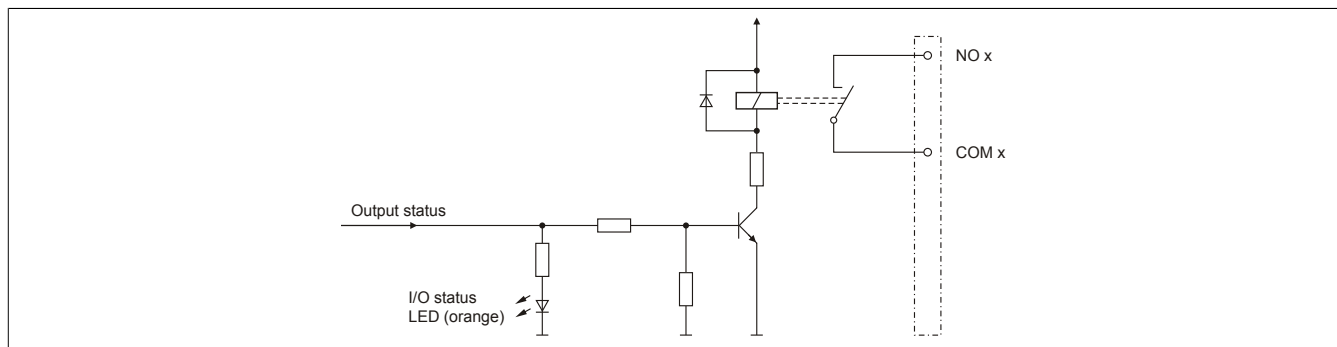 NO x
COM x
Output status
I/O status
LED (orange)